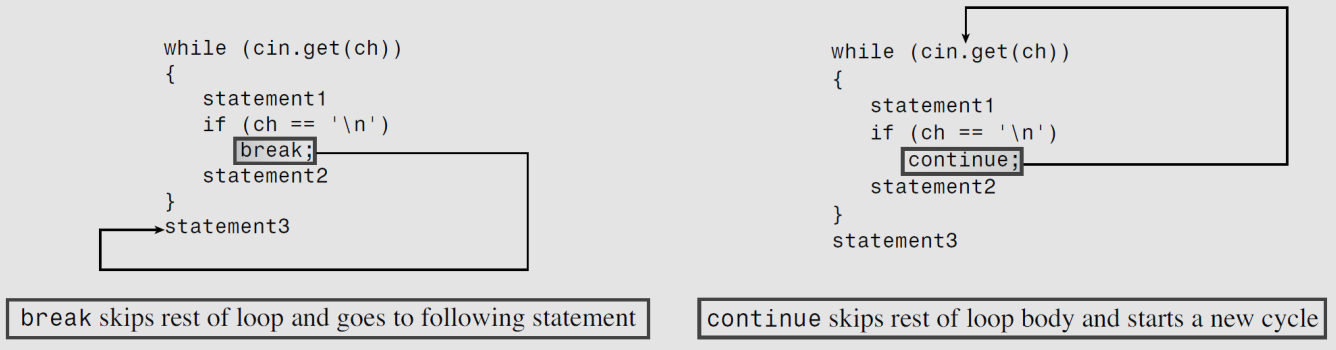 while (cin.get(ch))
{
statement1
if (ch == '\n')
break;
statement2
}
statement3
break skips rest of loop and goes to following statement
while (cin.get(ch))
{
statement1
if (ch == '\n')
continue;
statement2
}
statement3
continue skips rest of loop body and starts a new cycle